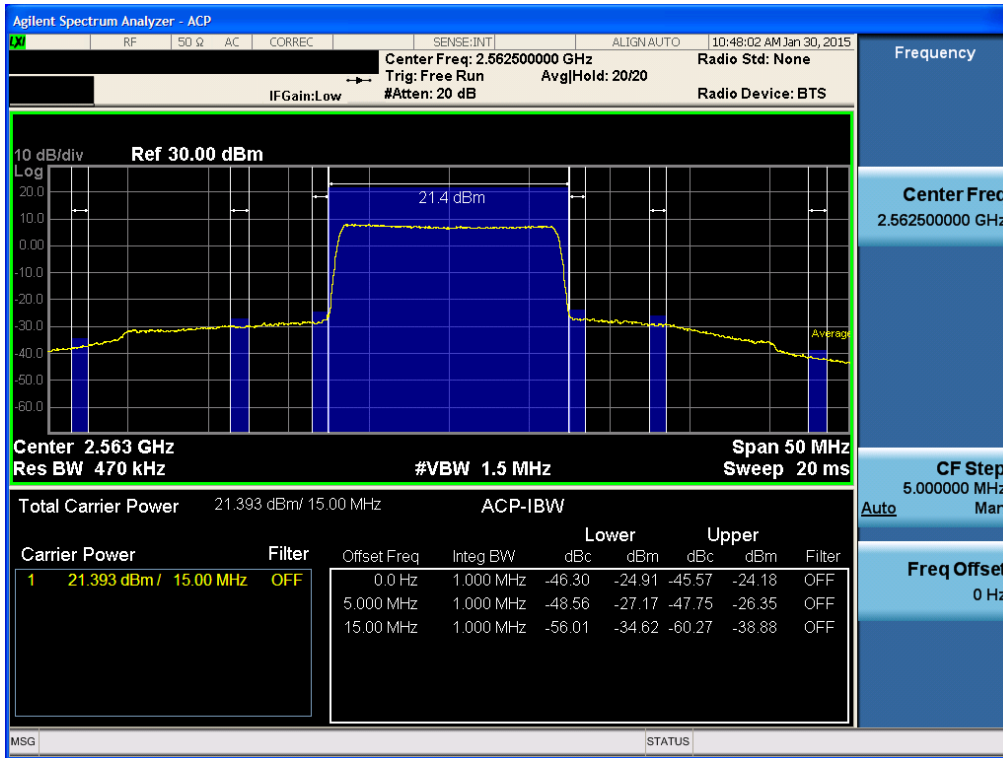 Agilent Spectrum Analyzer - ACP
LXI RF 50 Ω AC CORREC SENSE:INT ALIGN AUTO 10:48:02 AM Jan 30, 2015
Center Freq: 2.562500000 GHz Radio Std: None
Trig: Free Run Avg|Hold: 20/20
IFGain:Low #Atten: 20 dB Radio Device: BTS
10 dB/div Ref 30.00 dBm
Log
20.0
21.4 dBm
10.0
0.00
-10.0
-20.0
-30.0
Average
-40.0
-50.0
-60.0
Center 2.563 GHz Span 50 MHz
Res BW 470 kHz #VBW 1.5 MHz Sweep 20 ms
Total Carrier Power 21.393 dBm/ 15.00 MHz ACP-IBW
Lower Upper
Carrier Power Filter Offset Freq Integ BW dBc dBm dBc dBm Filter
1 21.393 dBm / 15.00 MHz OFF 0.0 Hz 1.000 MHz -46.30 -24.91 -45.57 -24.18 OFF
5.000 MHz 1.000 MHz -48.56 -27.17 -47.75 -26.35 OFF
15.00 MHz 1.000 MHz -56.01 -34.62 -60.27 -38.88 OFF
MSG STATUS
Frequency
Center Freq
2.562500000 GHz
CF Step
5.000000 MHz
Auto Man
Freq Offset
0 Hz